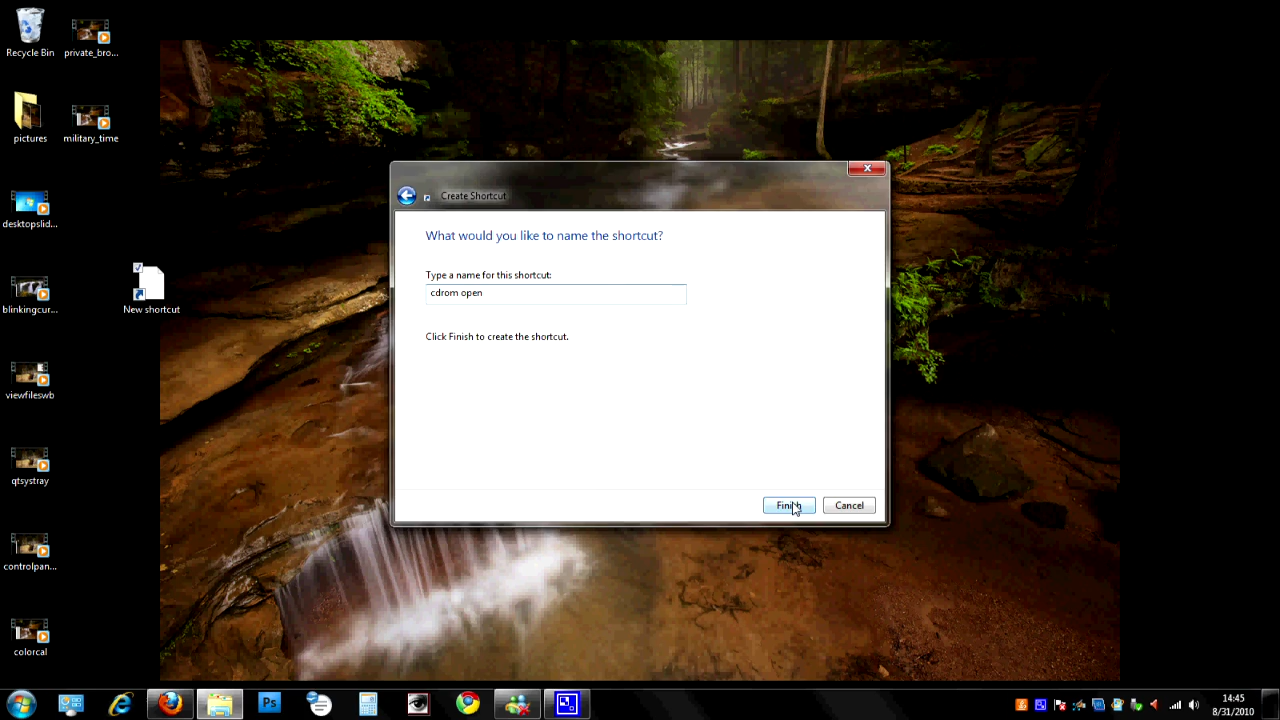 Recycle Bin
private_bro...
pictures
military_time
desktopslid...
blinkingcur...
New shortcut
viewfileswb
qtsystray
controlpan...
colorcal
Create Shortcut
What would you like to name the shortcut?
Type a name for this shortcut:
cdrom open
Click Finish to create the shortcut.
Finish
Cancel
Ps
14:45
8/31/2010